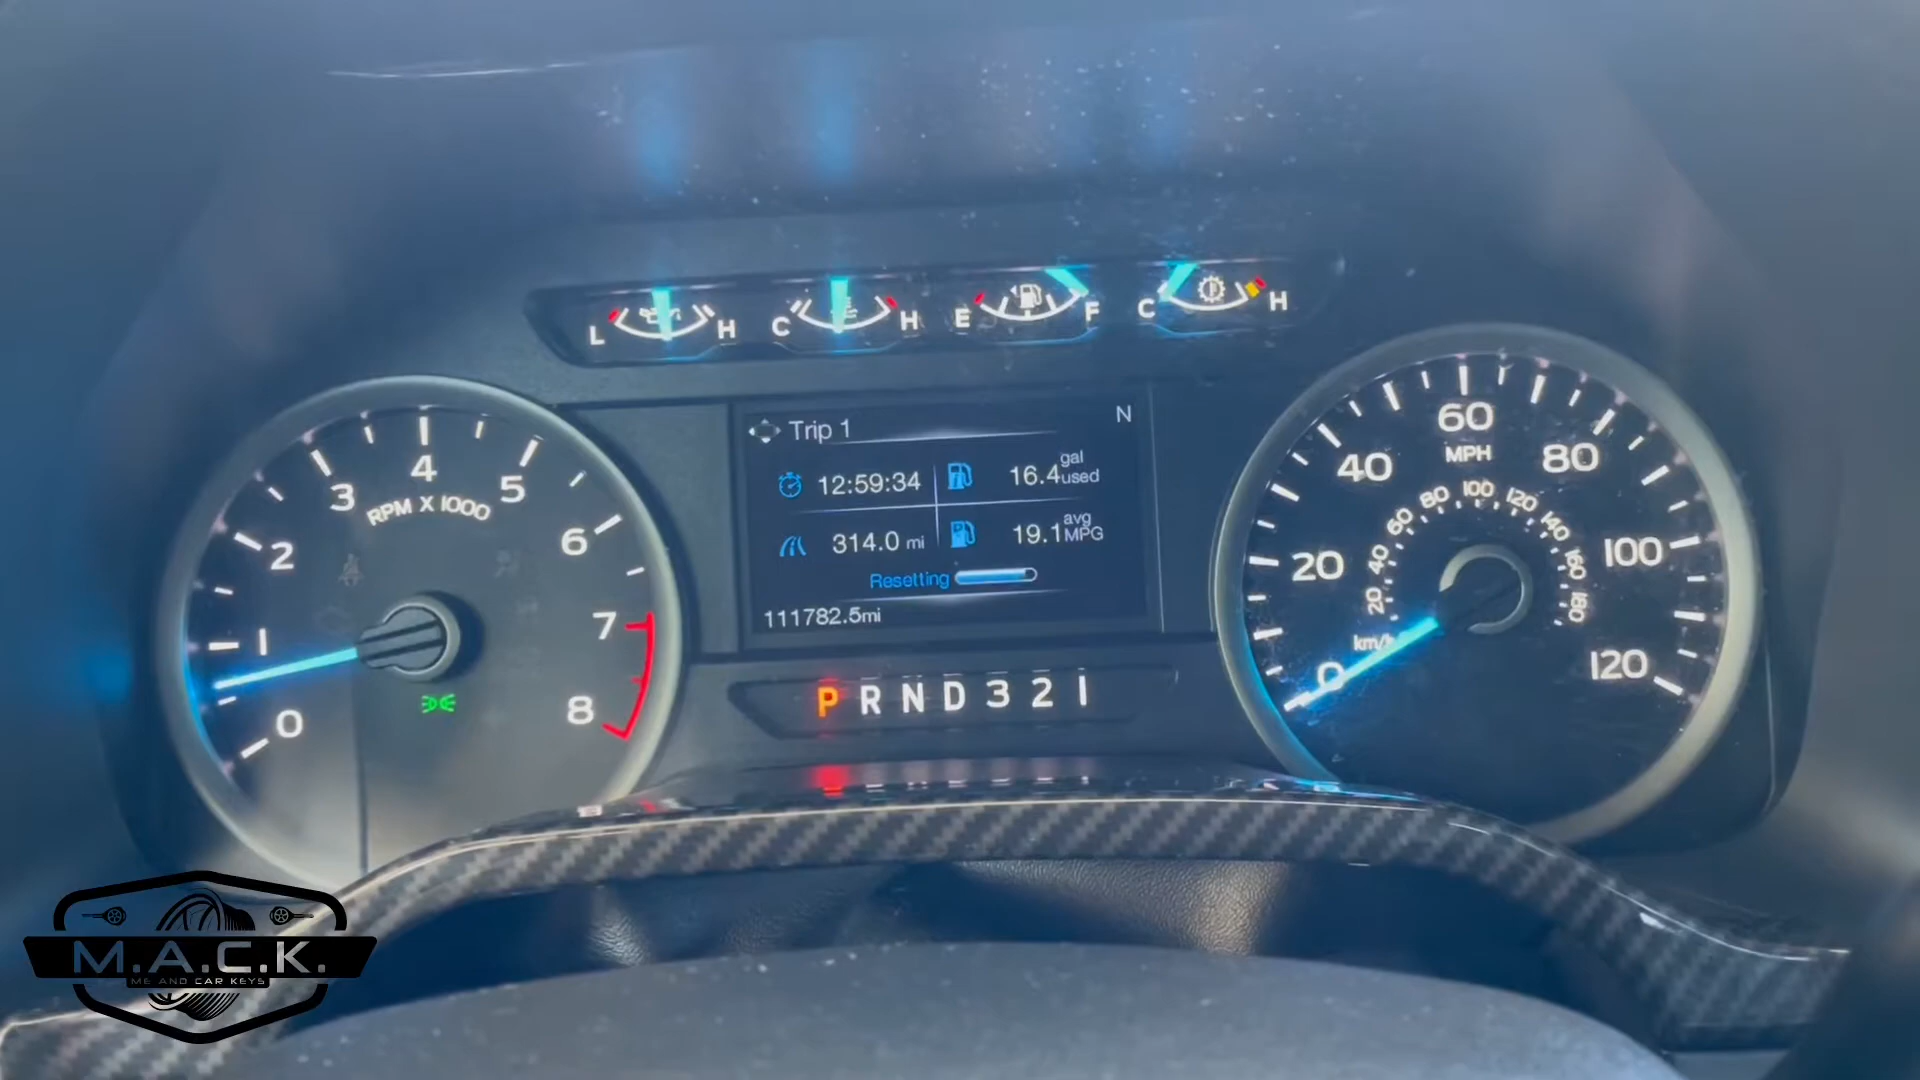 L H C H E F C H
Trip 1 N
12:59:34 16.4 gal used
314.0 mi 19.1 avg MPG
Resetting
111782.5mi
0 1 2 3 4 5 6 7 8
RPM X 1000
P R N D 3 2 1
0 20 40 60 80 100 120
MPH
20 40 60 80 100 120 140 160 180
km/h
M.A.C.K.
ME AND CAR KEYS